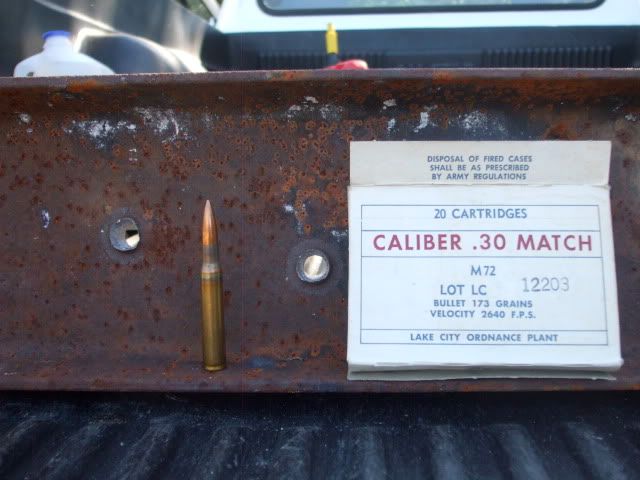 DISPOSAL OF FIRED CASES
SHALL BE AS PRESCRIBED
BY ARMY REGULATIONS
20 CARTRIDGES
CALIBER .30 MATCH
M72
LOT LC 12203
BULLET 173 GRAINS
VELOCITY 2640 F.P.S.
LAKE CITY ORDNANCE PLANT